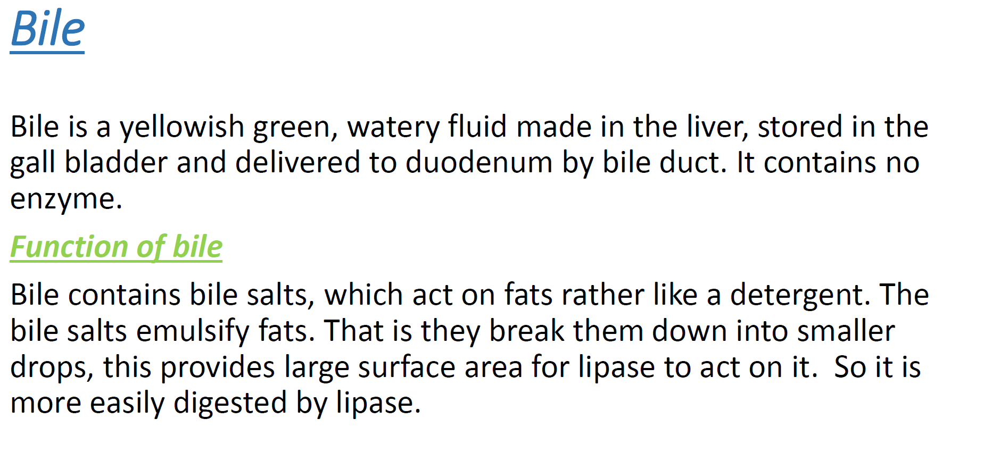 Bile
Bile is a yellowish green, watery fluid made in the liver, stored in the
gall bladder and delivered to duodenum by bile duct. It contains no
enzyme.
Function of bile
Bile contains bile salts, which act on fats rather like a detergent. The
bile salts emulsify fats. That is they break them down into smaller
drops, this provides large surface area for lipase to act on it.  So it is
more easily digested by lipase.